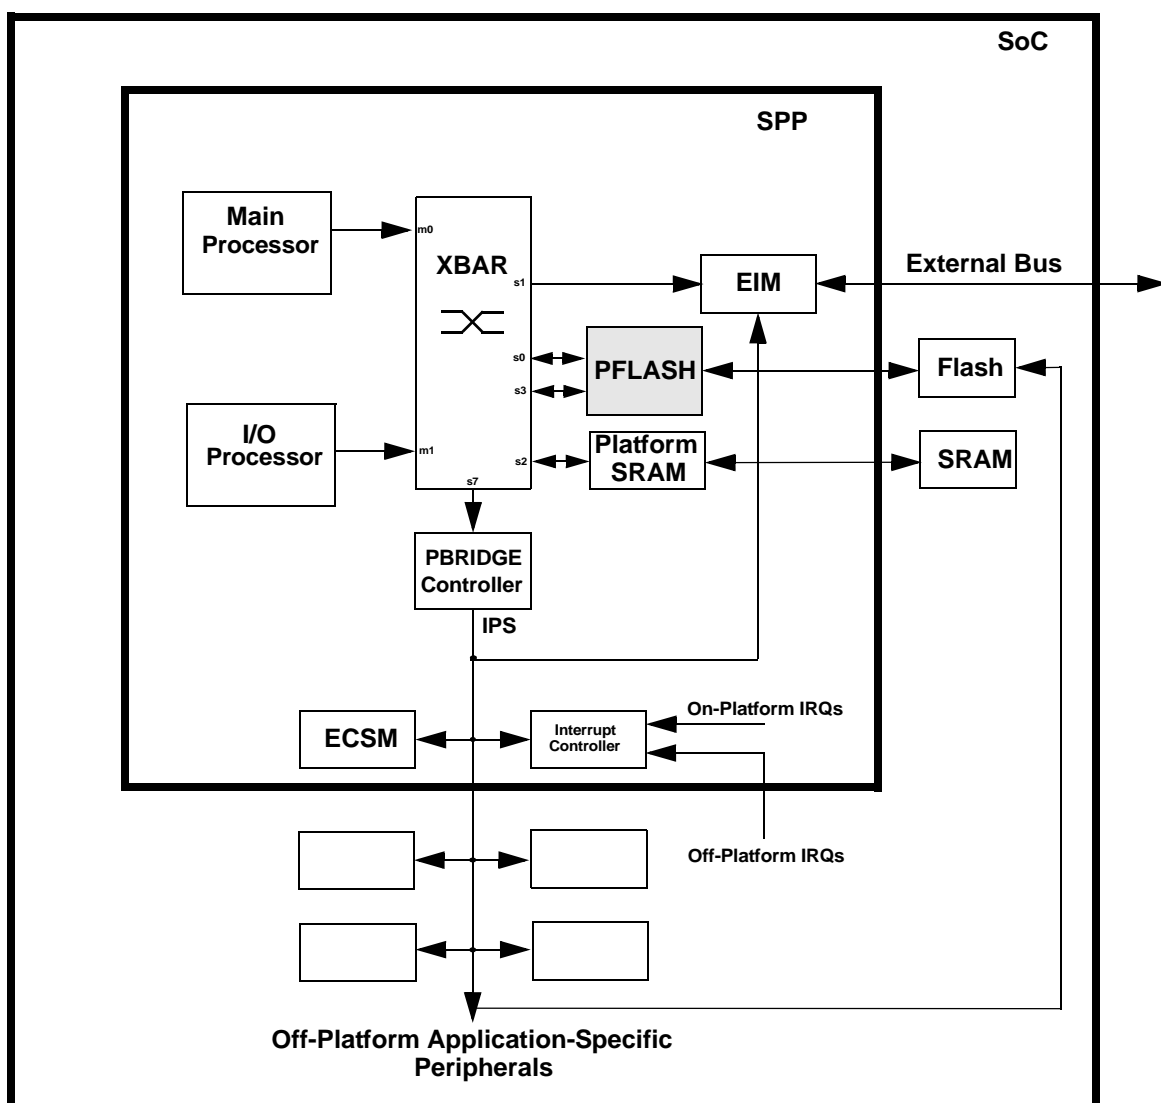 SoC
SPP
Main
Processor
m0
XBAR
s1
EIM
External Bus
s0
PFLASH
Flash
s3
I/O
Processor
m1
s2
Platform
SRAM
SRAM
s7
PBRIDGE
Controller
IPS
On-Platform IRQs
ECSM
Interrupt
Controller
Off-Platform IRQs
Off-Platform Application-Specific
Peripherals